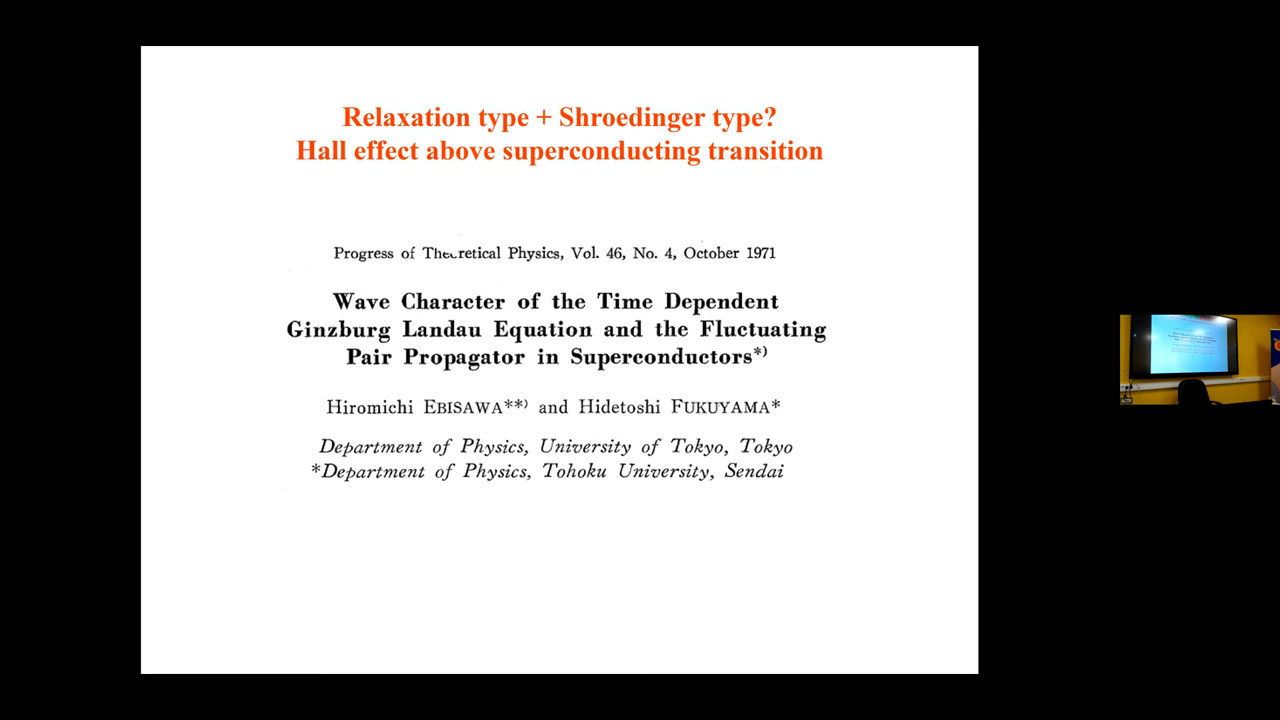 Relaxation type + Shroedinger type?
Hall effect above superconducting transition
Progress of Theoretical Physics, Vol. 46, No. 4, October 1971
Wave Character of the Time Dependent
Ginzburg Landau Equation and the Fluctuating
Pair Propagator in Superconductors*)
Hiromichi EBISAWA**) and Hidetoshi FUKUYAMA*
Department of Physics, University of Tokyo, Tokyo
*Department of Physics, Tohoku University, Sendai